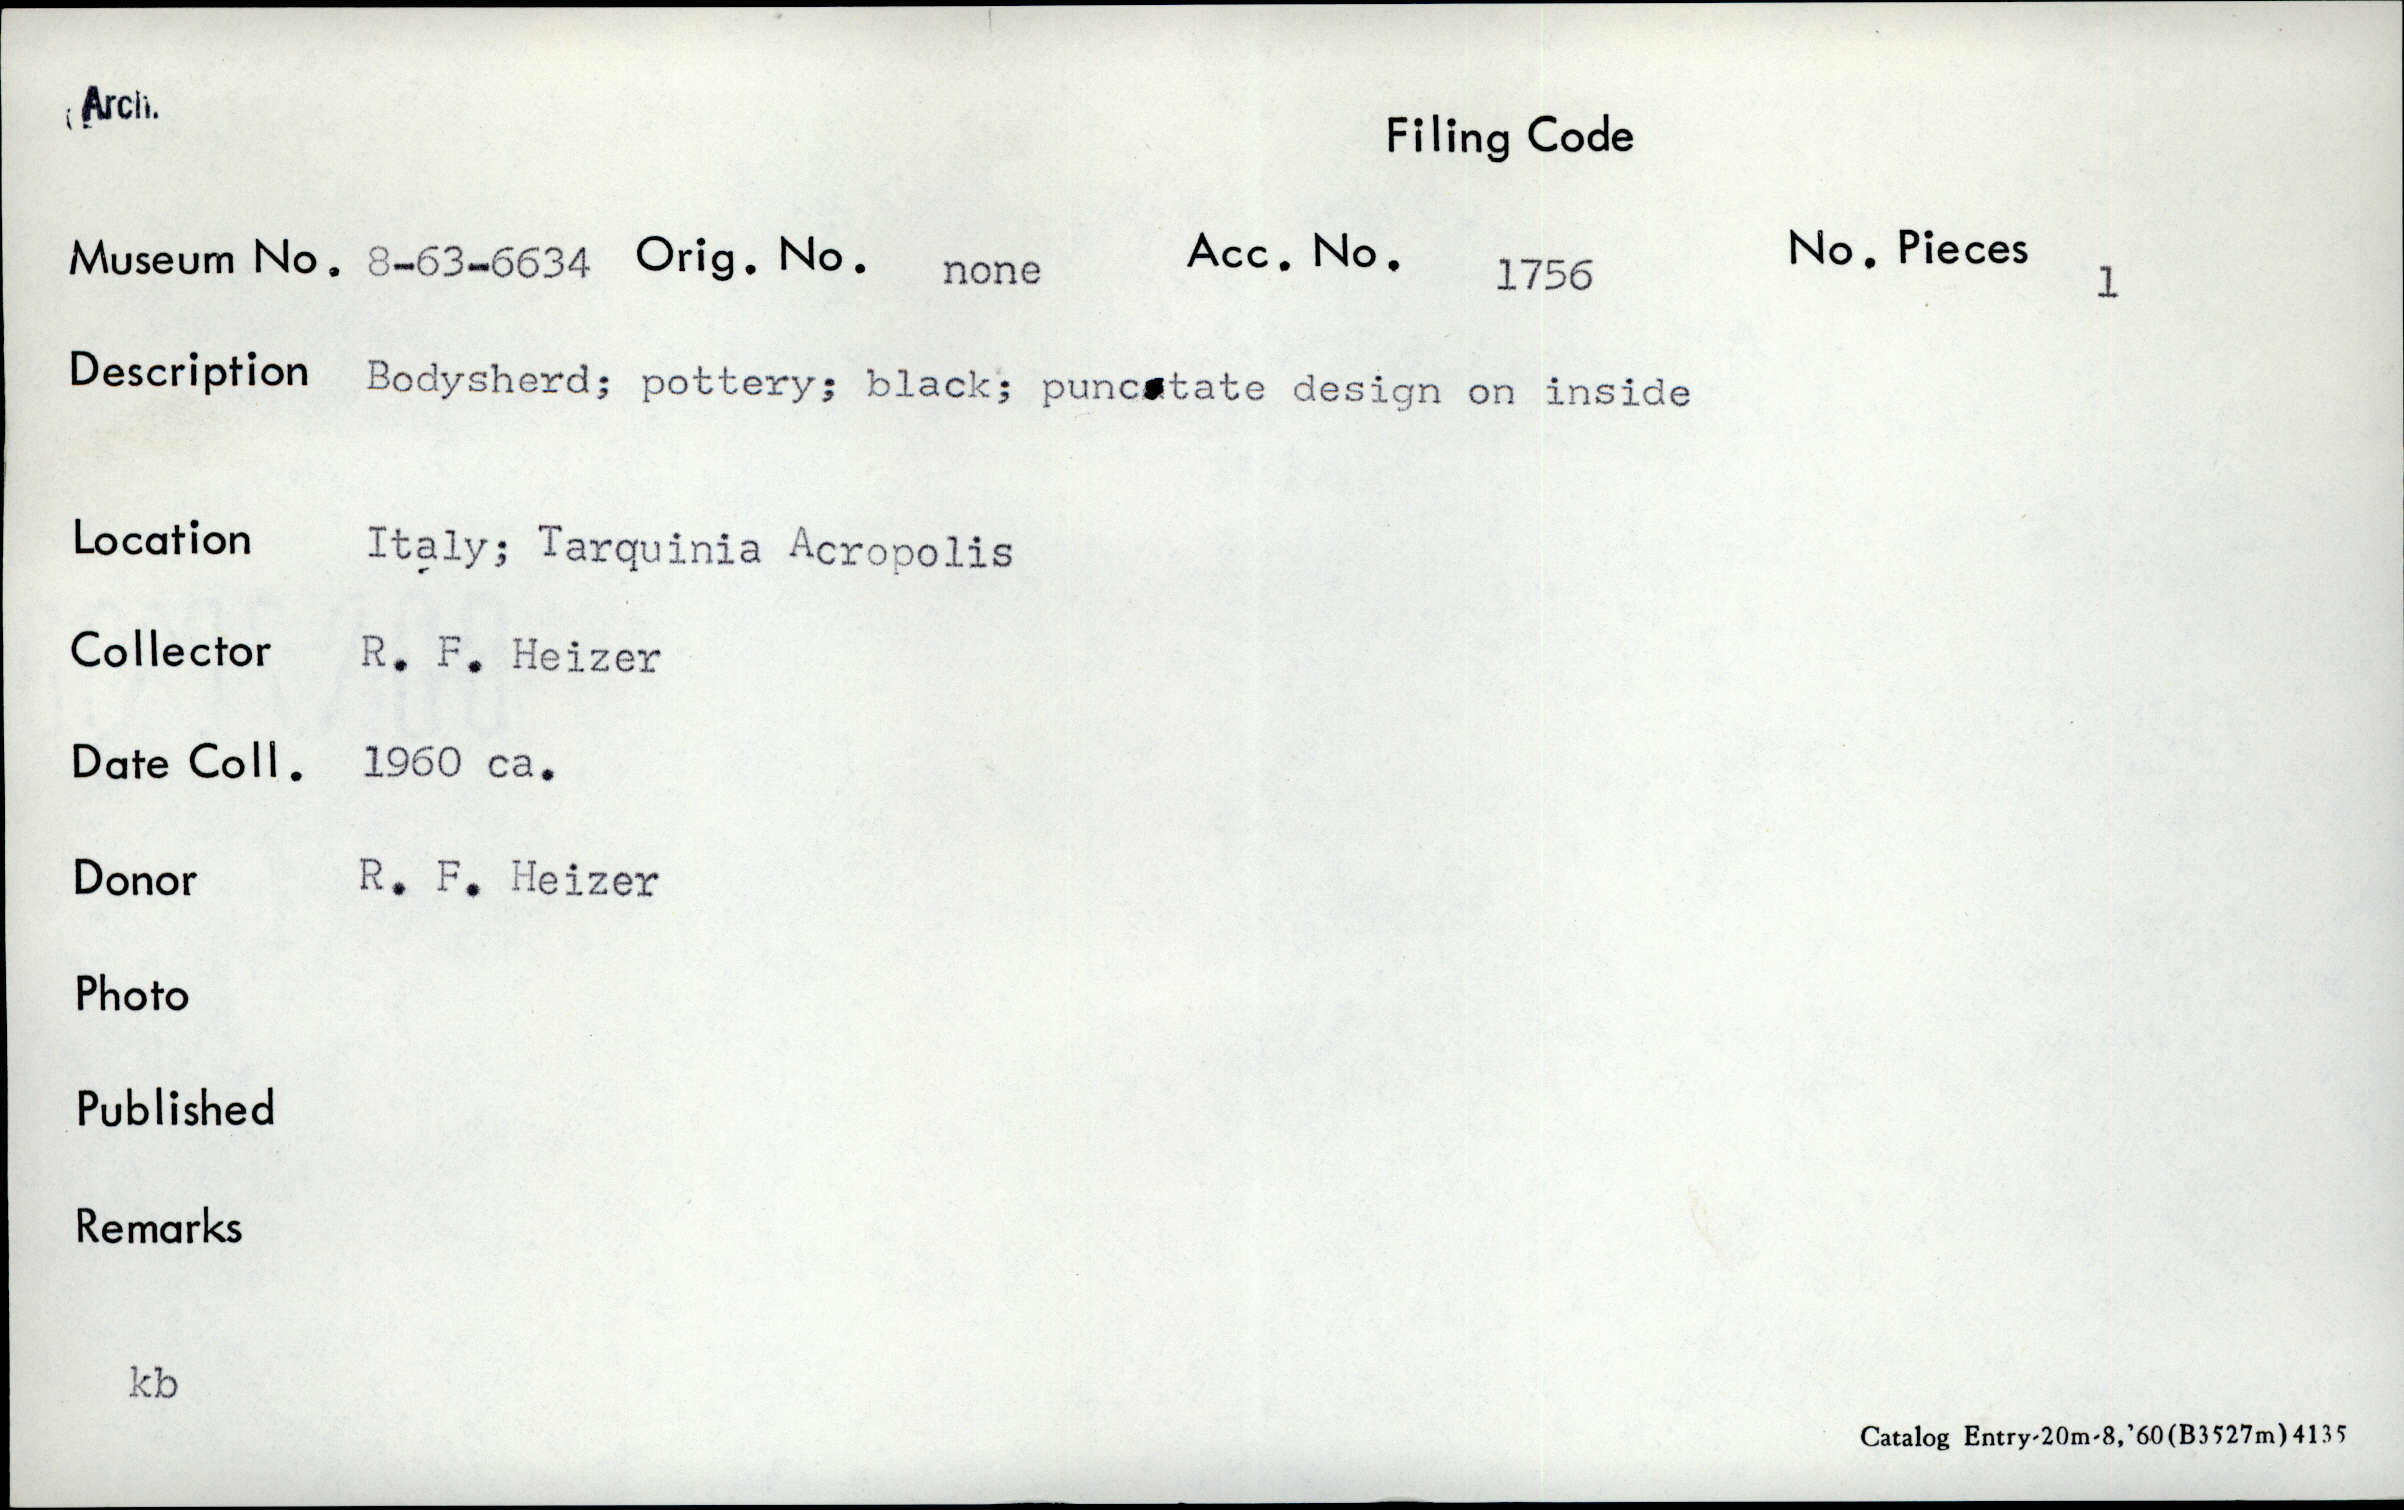 Arch.
Filing Code
Museum No. 8-63-6634 Orig. No. none Acc. No. 1756 No. Pieces 1
Description Bodysherd; pottery; black; punctate design on inside
Location Italy; Tarquinia Acropolis
Collector R. F. Heizer
Date Coll. 1960 ca.
Donor R. F. Heizer
Photo
Published
Remarks
kb
Catalog Entry-20m-8,'60(B3527m)4135